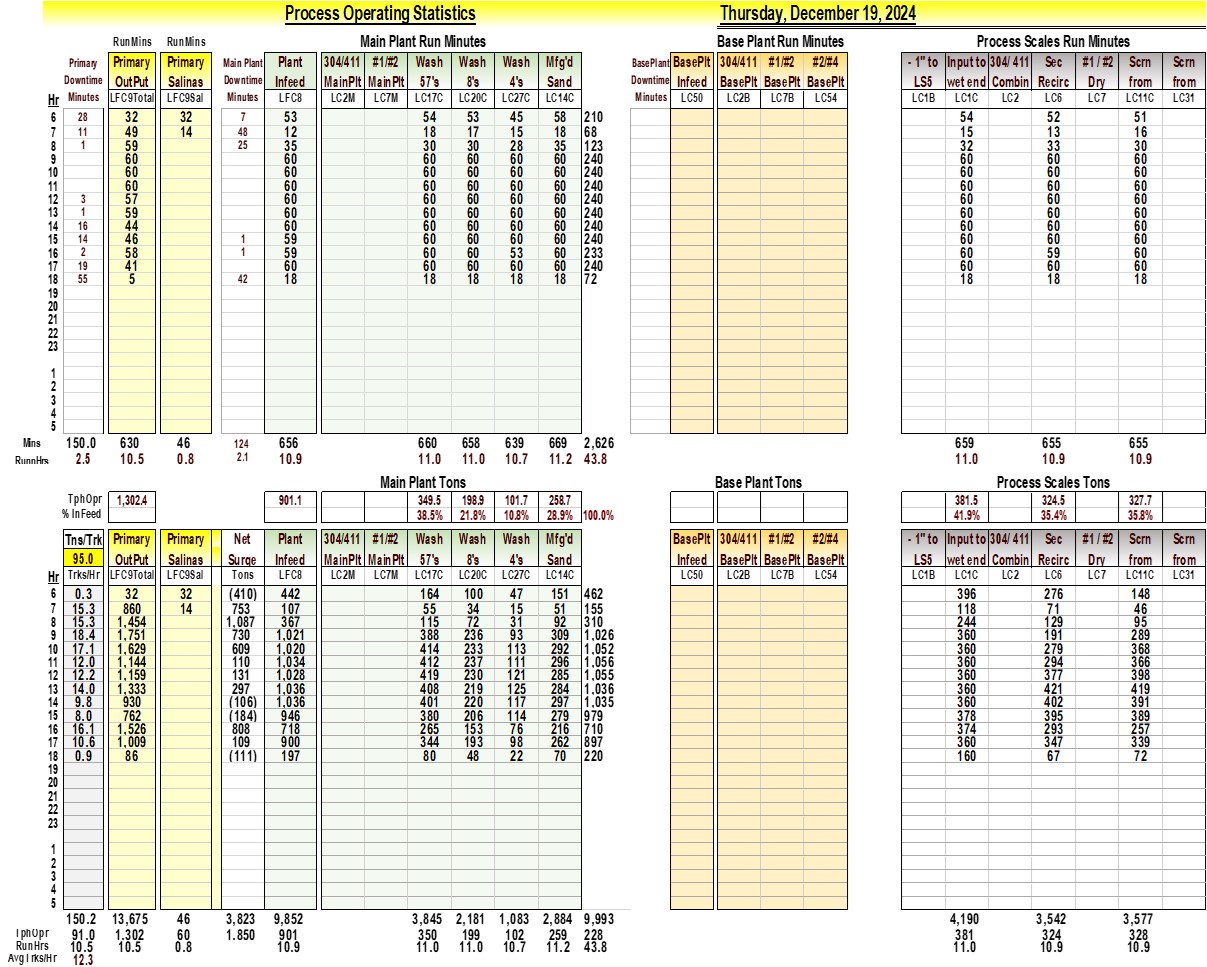 Process Operating Statistics Thursday, December 19, 2024
RunMins RunMins Main Plant Run Minutes Base Plant Run Minutes Process Scales Run Minutes
Primary Primary Primary Main Plant Plant 304/411 #1/#2 Wash Wash Wash Mfg'd BasePlant BasePlt 304/411 #1/#2 #2/#4 - 1" to Input to 304/ 411 Sec #1 / #2 Scrn Scrn
Downtime OutPut Salinas Downtime Infeed MainPlt MainPlt 57's 8's 4's Sand Downtime Infeed BasePlt BasePlt BasePlt LS5 wet end Combin Recirc Dry from from
Hr Minutes LFC9Total LFC9Sal Minutes LFC8 LC2M LC7M LC17C LC20C LC27C LC14C Minutes LC50 LC2B LC7B LC54 LC1B LC1C LC2 LC6 LC7 LC11C LC31
6 28 32 32 7 53 54 53 45 58 210 54 52 51
7 11 49 14 48 12 18 17 15 18 68 15 13 16
8 1 59 25 35 30 30 28 35 123 32 33 30
9 60 60 60 60 60 60 240 60 60 60
10 60 60 60 60 60 60 240 60 60 60
11 60 60 60 60 60 60 240 60 60 60
12 3 57 60 60 60 60 60 240 60 60 60
13 1 59 60 60 60 60 60 240 60 60 60
14 16 44 60 60 60 60 60 240 60 60 60
15 14 46 1 59 60 60 60 60 240 60 60 60
16 2 58 1 59 60 60 53 60 233 60 59 60
17 19 41 60 60 60 60 60 240 60 60 60
18 55 5 42 18 18 18 18 18 72 18 18 18
19
20
21
22
23
1
2
3
4
5
Mins 150.0 630 46 124 656 660 658 639 669 2,626 659 655 655
RunnHrs 2.5 10.5 0.8 2.1 10.9 11.0 11.0 10.7 11.2 43.8 11.0 10.9 10.9
Main Plant Tons Base Plant Tons Process Scales Tons
TphOpr 1,302.4 901.1 349.5 198.9 101.7 258.7 381.5 324.5 327.7
% InFeed 38.5% 21.8% 10.8% 28.9% 100.0% 41.9% 35.4% 35.8%
Tns/Trk Primary Primary Net Plant 304/411 #1/#2 Wash Wash Wash Mfg'd BasePlt 304/411 #1/#2 #2/#4 - 1" to Input to 304/ 411 Sec #1 / #2 Scrn Scrn
95.0 OutPut Salinas Surge Infeed MainPlt MainPlt 57's 8's 4's Sand Infeed BasePlt BasePlt BasePlt LS5 wet end Combin Recirc Dry from from
Hr Trks/Hr LFC9Total LFC9Sal Tons LFC8 LC2M LC7M LC17C LC20C LC27C LC14C LC50 LC2B LC7B LC54 LC1B LC1C LC2 LC6 LC7 LC11C LC31
6 0.3 32 32 (410) 442 164 100 47 151 462 396 276 148
7 15.3 860 14 753 107 55 34 15 51 155 118 71 46
8 15.3 1,454 1,087 367 115 72 31 92 310 244 129 95
9 18.4 1,751 730 1,021 388 236 93 309 1,026 360 191 289
10 17.1 1,629 609 1,020 414 233 113 292 1,052 360 279 368
11 12.0 1,144 110 1,034 412 237 111 296 1,056 360 294 366
12 12.2 1,159 131 1,028 419 230 121 285 1,055 360 377 398
13 14.0 1,333 297 1,036 408 219 125 284 1,036 360 421 419
14 9.8 930 (106) 1,036 401 220 117 297 1,035 360 402 391
15 8.0 762 (184) 946 380 206 114 279 979 378 395 389
16 16.1 1,526 808 718 265 153 76 216 710 374 293 257
17 10.6 1,009 109 900 344 193 98 262 897 360 347 339
18 0.9 86 (111) 197 80 48 22 70 220 160 67 72
19
20
21
22
23
1
2
3
4
5
150.2 13,675 46 3,823 9,852 3,845 2,181 1,083 2,884 9,993 4,190 3,542 3,577
TphOpr 91.0 1,302 60 1,850 901 350 199 102 259 228 381 324 328
RunHrs 10.5 10.5 0.8 10.9 11.0 11.0 10.7 11.2 43.8 11.0 10.9 10.9
AvgTrks/Hr 12.3